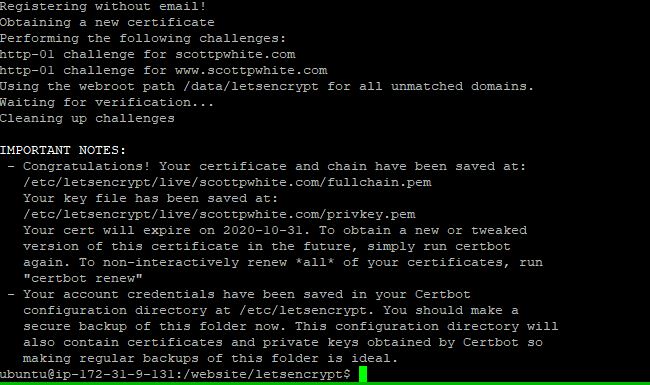 Registering without email!
Obtaining a new certificate
Performing the following challenges:
http-01 challenge for scottpwhite.com
http-01 challenge for www.scottpwhite.com
Using the webroot path /data/letsencrypt for all unmatched domains.
Waiting for verification...
Cleaning up challenges
IMPORTANT NOTES:
- Congratulations! Your certificate and chain have been saved at:
/etc/letsencrypt/live/scottpwhite.com/fullchain.pem
Your key file has been saved at:
/etc/letsencrypt/live/scottpwhite.com/privkey.pem
Your cert will expire on 2020-10-31. To obtain a new or tweaked
version of this certificate in the future, simply run certbot
again. To non-interactively renew *all* of your certificates, run
"certbot renew"
- Your account credentials have been saved in your Certbot
configuration directory at /etc/letsencrypt. You should make a
secure backup of this folder now. This configuration directory will
also contain certificates and private keys obtained by Certbot so
making regular backups of this folder is ideal.
ubuntu@ip-172-31-9-131:/website/letsencrypt$